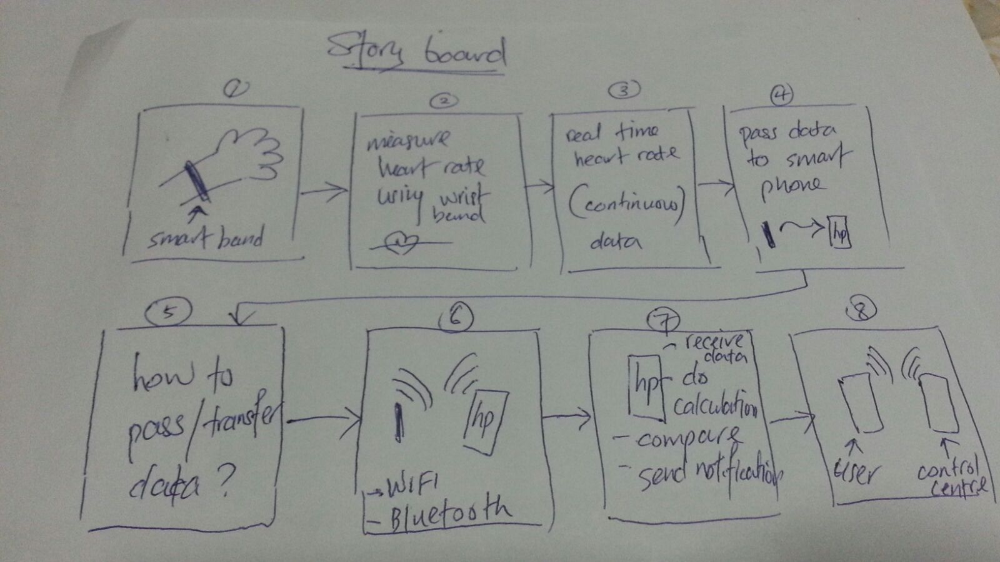 Story board
1
smart band
2
measure
heart rate
using wrist
band
3
real time
heart rate
(continuous)
data
4
pass data
to smart
phone
hp
5
how to
pass/transfer
data?
6
hp
→ WIFI
- Bluetooth
7
- receive
data
hp - do
calculation
- compare
- send notification
8
user
control
centre